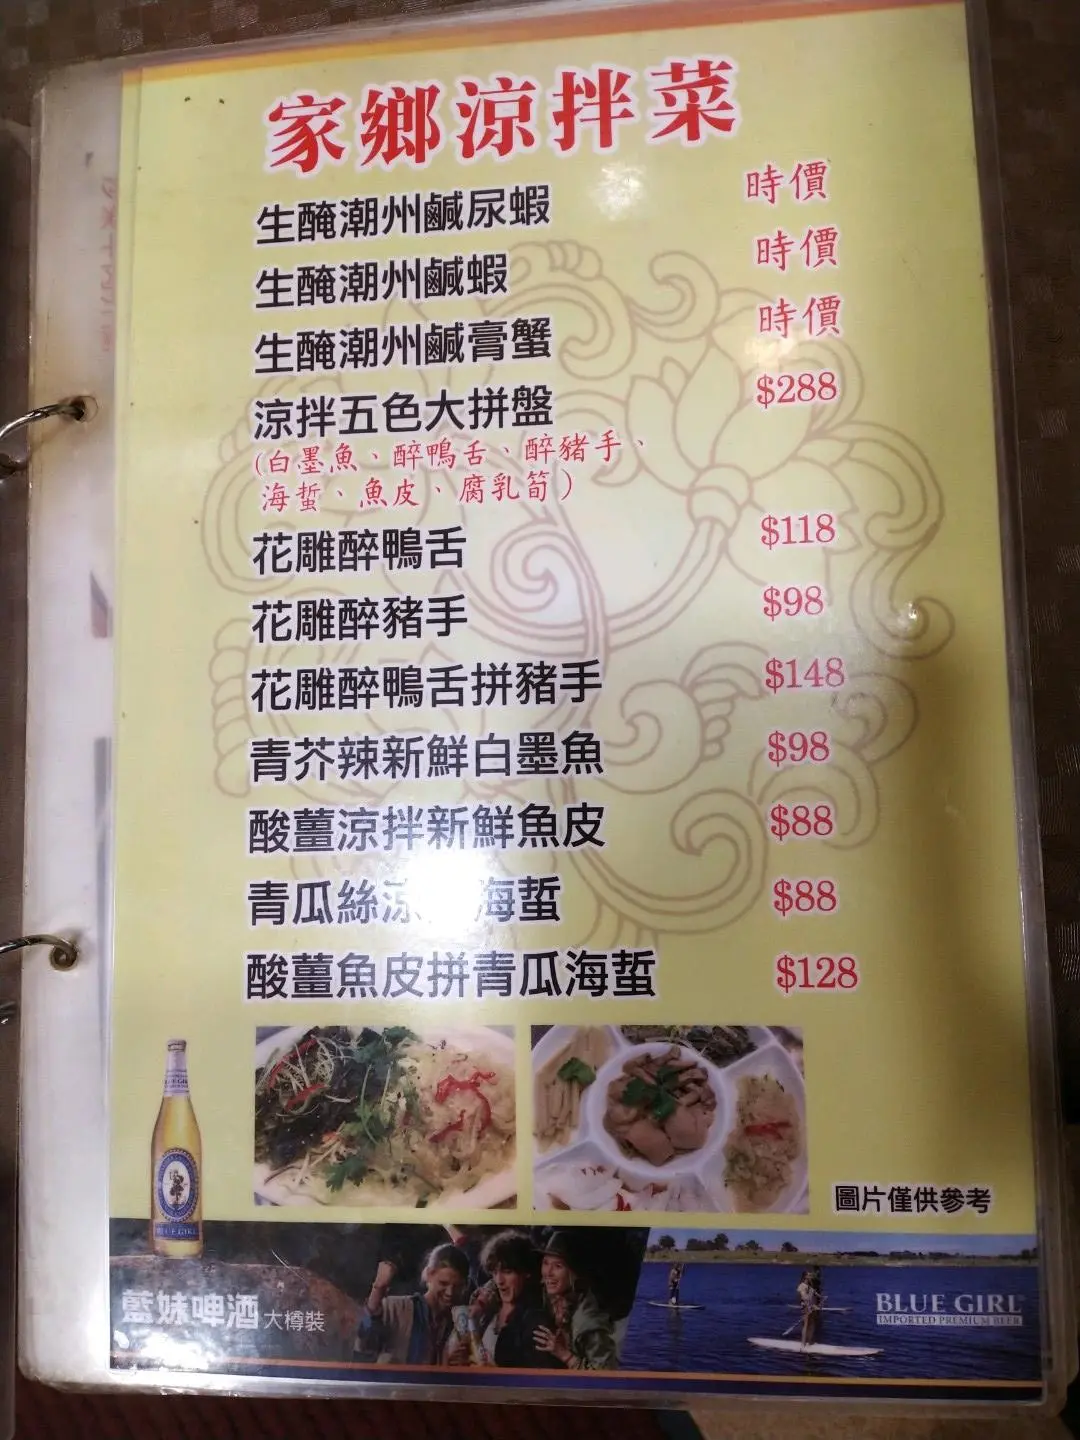 家鄉涼拌菜
生醃潮州鹹尿蝦 時價
生醃潮州鹹蝦 時價
生醃潮州鹹膏蟹 時價
涼拌五色大拼盤 $288
(白墨魚、醉鴨舌、醉豬手、
海蜇、魚皮、腐乳筍)
花雕醉鴨舌 $118
花雕醉豬手 $98
花雕醉鴨舌拼豬手 $148
青芥辣新鮮白墨魚 $98
酸薑涼拌新鮮魚皮 $88
青瓜絲涼 海蜇 $88
酸薑魚皮拼青瓜海蜇 $128
圖片僅供參考
BLUE GIRL
BLUE GIRL
藍妹啤酒 大樽裝
BLUE GIRL
IMPORTED PREMIUM BEER